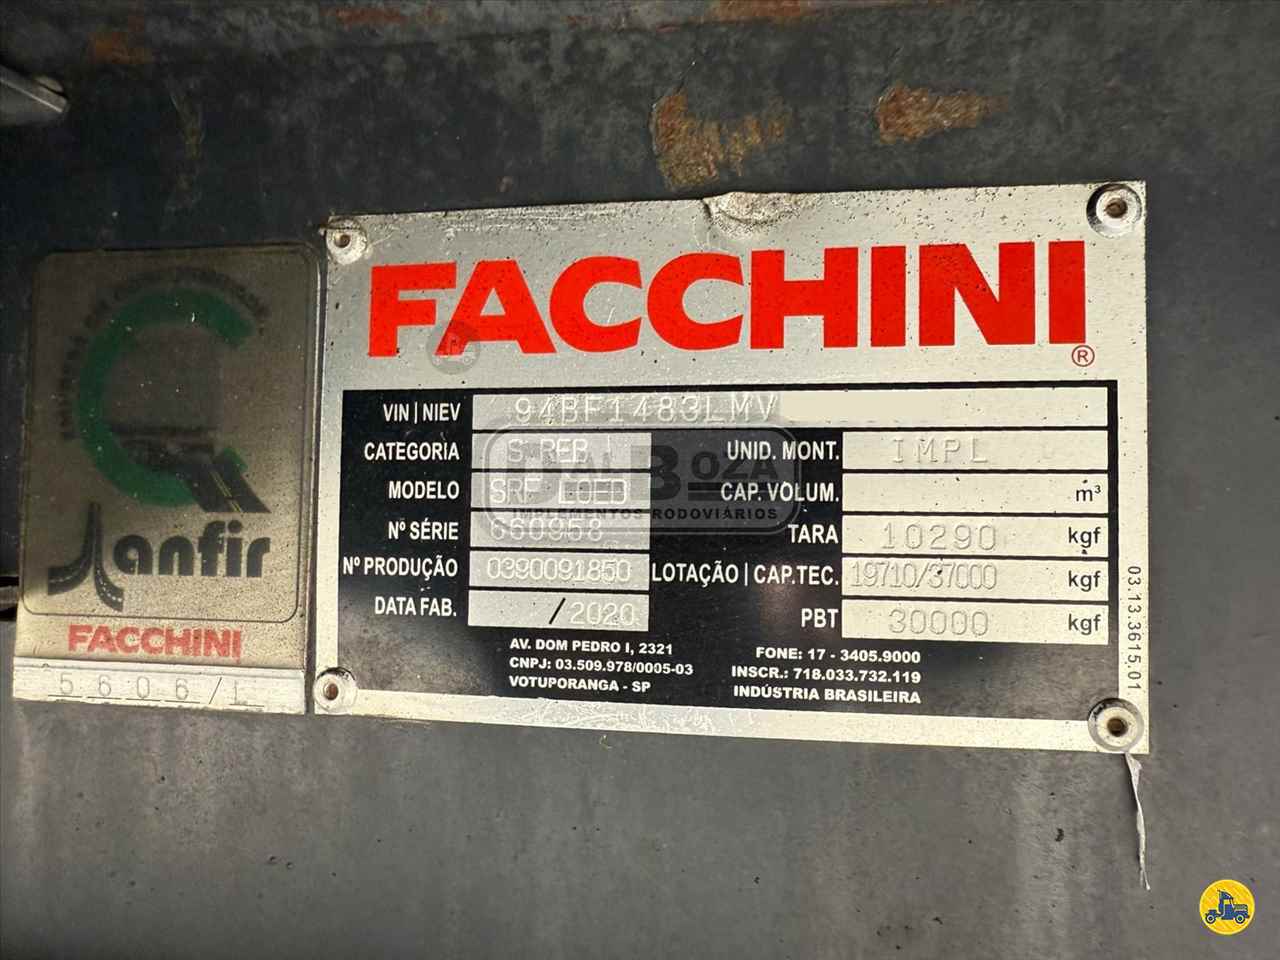 FACCHINI
®
VIN | NIEV 94BF1483LMV
CATEGORIA S.REB UNID. MONT. IMPL
MODELO SRF LOED CAP. VOLUM. m³
Nº SÉRIE 660958 TARA 10290 kgf
Nº PRODUÇÃO 0390091850 LOTAÇÃO | CAP.TEC. 19710/37000 kgf
DATA FAB. /2020 PBT 30000 kgf
AV. DOM PEDRO I, 2321
CNPJ: 03.509.978/0005-03
VOTUPORANGA - SP
FONE: 17 - 3405.9000
INSCR.: 718.033.732.119
INDÚSTRIA BRASILEIRA
03.13.3615.01
anfir
FACCHINI
5606/L
DAL BOZA
IMPLEMENTOS RODOVIÁRIOS